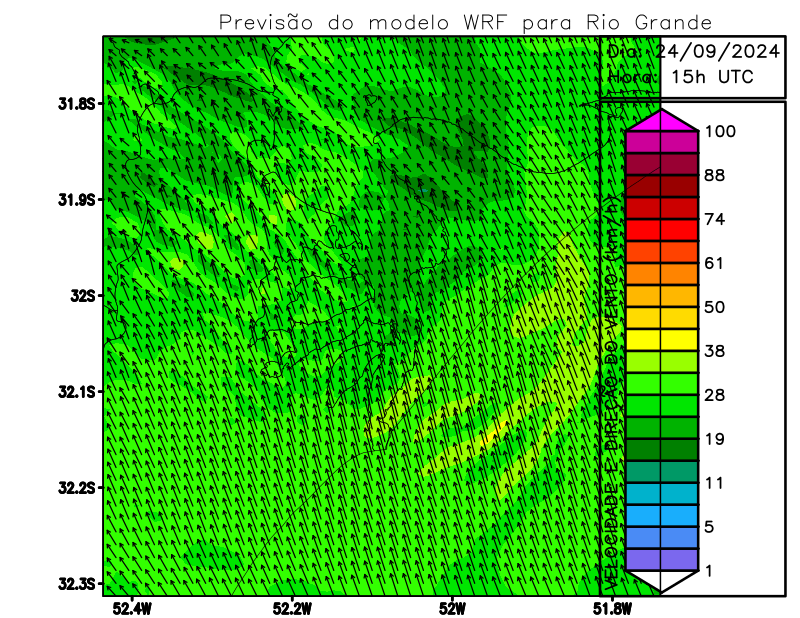 Previsão do modelo WRF para Rio Grande
Dia: 24/09/2024
Hora: 15h UTC
VELOCIDADE E DIREÇÃO DO VENTO (km/h)
100
88
74
61
50
38
28
19
11
5
1
31.8S
31.9S
32S
32.1S
32.2S
32.3S
52.4W
52.2W
52W
51.8W